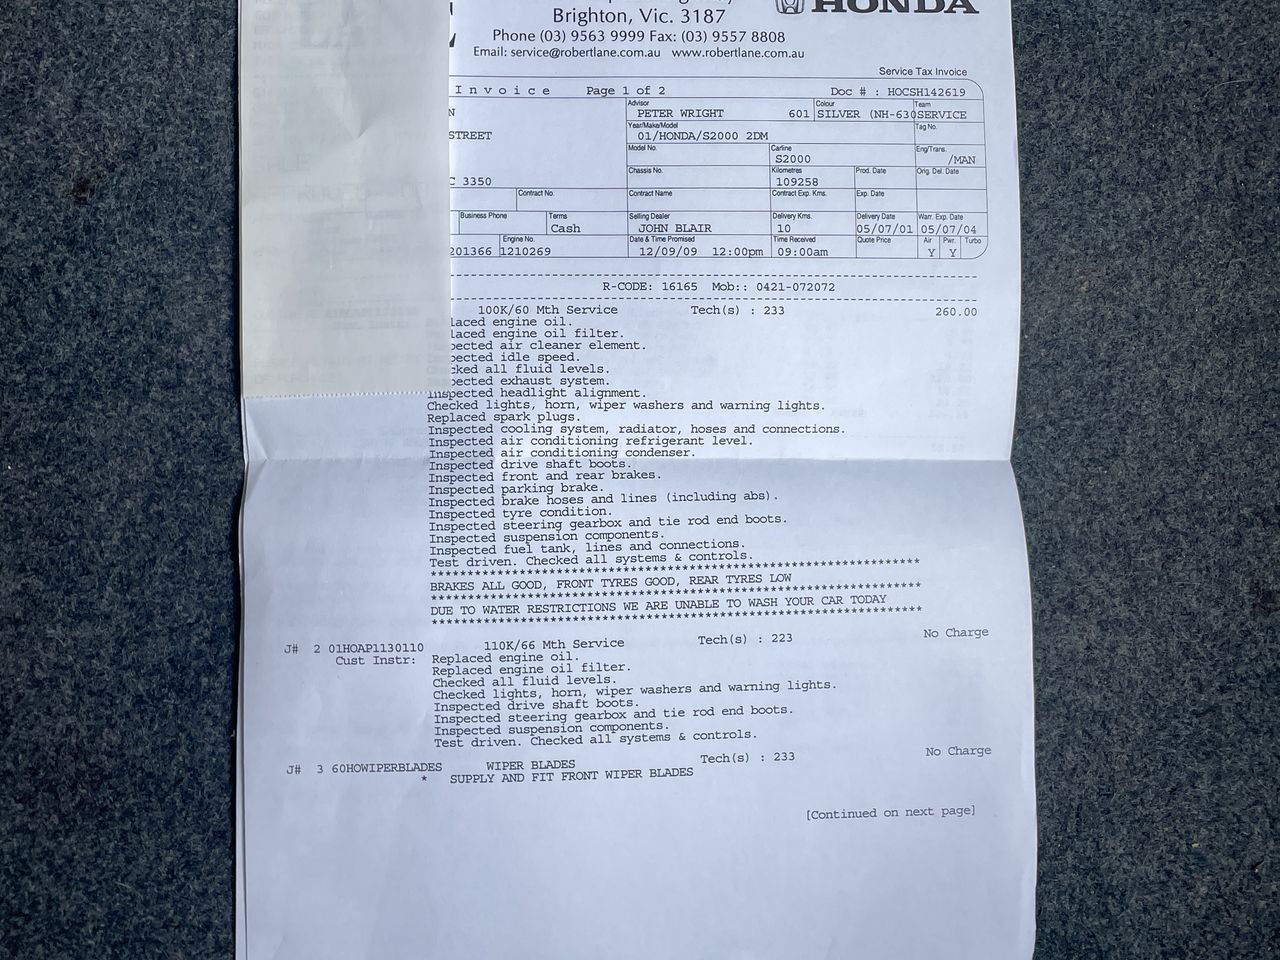 HONDA
Brighton, Vic. 3187
Phone (03) 9563 9999 Fax: (03) 9557 8808
Email: service@robertlane.com.au www.robertlane.com.au
Service Tax Invoice
Invoice Page 1 of 2 Doc # : HOCSH142619
Advisor Colour Team
N PETER WRIGHT 601 SILVER (NH-630 SERVICE
Year/Make/Model Tag No.
STREET 01/HONDA/S2000 2DM
Model No. Carline Eng/Trans.
S2000 /MAN
Chassis No. Kilometres Prod. Date Orig. Del. Date
C 3350 109258
Contract No. Contract Name Contract Exp. Kms. Exp. Date
Business Phone Terms Selling Dealer Delivery Kms. Delivery Date Warr. Exp. Date
Cash JOHN BLAIR 10 05/07/01 05/07/04
Engine No. Date & Time Promised Time Received Quote Price Air Pwr. Turbo
201366 1210269 12/09/09 12:00pm 09:00am Y Y
R-CODE: 16165 Mob:: 0421-072072
100K/60 Mth Service Tech(s) : 233 260.00
laced engine oil.
laced engine oil filter.
pected air cleaner element.
pected idle speed.
cked all fluid levels.
pected exhaust system.
Inspected headlight alignment.
Checked lights, horn, wiper washers and warning lights.
Replaced spark plugs.
Inspected cooling system, radiator, hoses and connections.
Inspected air conditioning refrigerant level.
Inspected air conditioning condenser.
Inspected drive shaft boots.
Inspected front and rear brakes.
Inspected parking brake.
Inspected brake hoses and lines (including abs).
Inspected tyre condition.
Inspected steering gearbox and tie rod end boots.
Inspected suspension components.
Inspected fuel tank, lines and connections.
Test driven. Checked all systems & controls.
BRAKES ALL GOOD, FRONT TYRES GOOD, REAR TYRES LOW
DUE TO WATER RESTRICTIONS WE ARE UNABLE TO WASH YOUR CAR TODAY
J# 2 01HOAP1130110 110K/66 Mth Service Tech(s) : 223 No Charge
Cust Instr: Replaced engine oil.
Replaced engine oil filter.
Checked all fluid levels.
Checked lights, horn, wiper washers and warning lights.
Inspected drive shaft boots.
Inspected steering gearbox and tie rod end boots.
Inspected suspension components.
Test driven. Checked all systems & controls.
J# 3 60HOWIPERBLADES WIPER BLADES Tech(s) : 233 No Charge
* SUPPLY AND FIT FRONT WIPER BLADES
[Continued on next page]